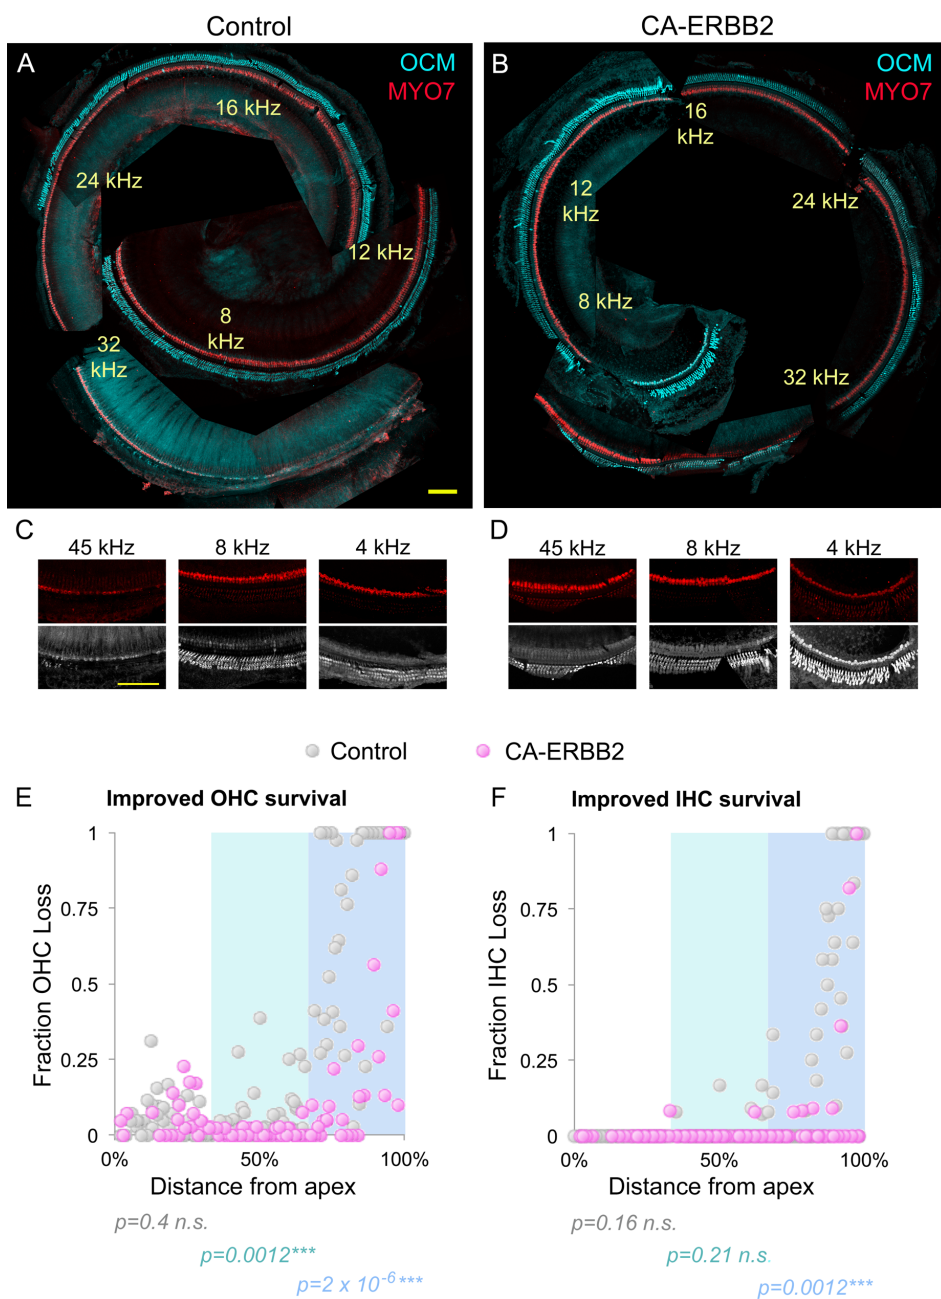 Control
CA-ERBB2
A
OCM
MYO7
16 kHz
24 kHz
12 kHz
8
kHz
32
kHz
B
OCM
MYO7
16
kHz
12
kHz
24 kHz
8 kHz
32 kHz
C
45 kHz
8 kHz
4 kHz
D
45 kHz
8 kHz
4 kHz
Control
CA-ERBB2
E
Improved OHC survival
Fraction OHC Loss
1
0.75
0.5
0.25
0
0%
50%
100%
Distance from apex
p=0.4 n.s.
p=0.0012***
p=2 x 10-6 ***
F
Improved IHC survival
Fraction IHC Loss
1
0.75
0.5
0.25
0
0%
50%
100%
Distance from apex
p=0.16 n.s.
p=0.21 n.s.
p=0.0012***